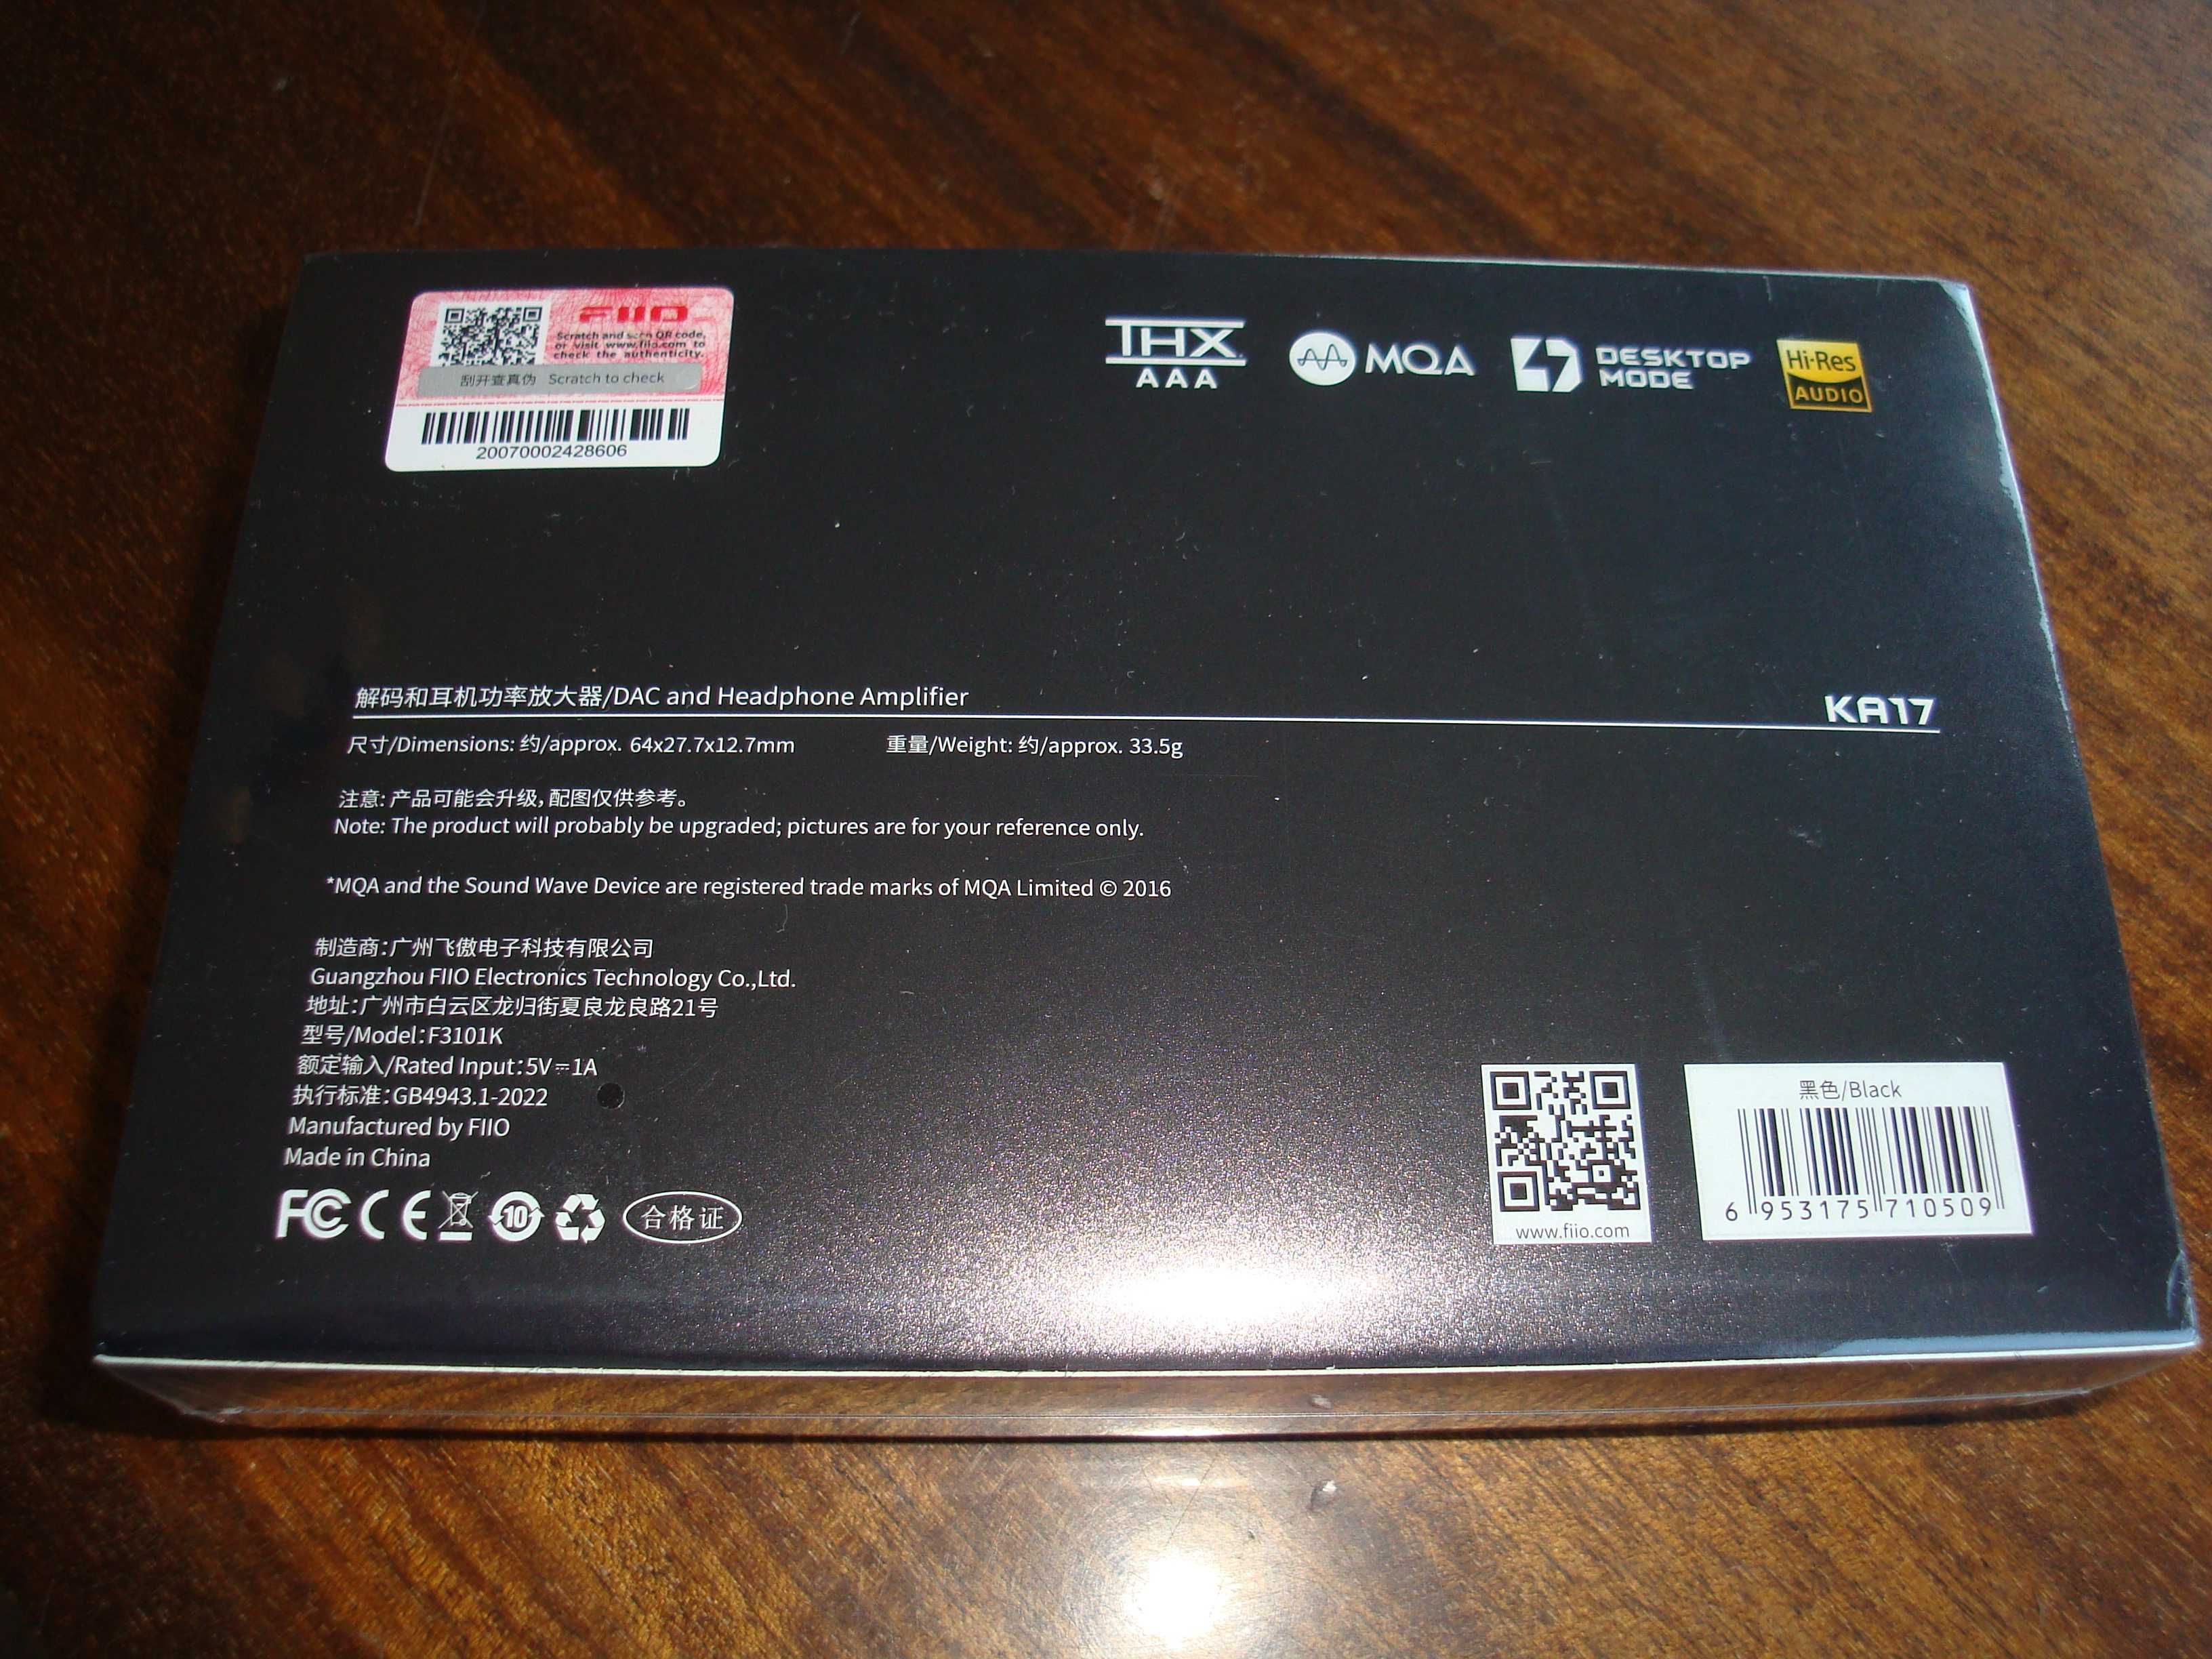 FIIO
Scratch and scan QR code,
or visit www.fiio.com to
check the authenticity.
刮开查真伪 Scratch to check
20070002428606
THX
AAA
MQA
DESKTOP
MODE
Hi-Res
AUDIO
解码和耳机功率放大器/DAC and Headphone Amplifier
KA17
尺寸/Dimensions: 约/approx. 64x27.7x12.7mm 重量/Weight: 约/approx. 33.5g
注意: 产品可能会升级,配图仅供参考。
Note: The product will probably be upgraded; pictures are for your reference only.
*MQA and the Sound Wave Device are registered trade marks of MQA Limited © 2016
制造商:广州飞傲电子科技有限公司
Guangzhou FIIO Electronics Technology Co.,Ltd.
地址:广州市白云区龙归街夏良龙良路21号
型号/Model:F3101K
额定输入/Rated Input:5V⎓1A
执行标准:GB4943.1-2022
Manufactured by FIIO
Made in China
FC CE 10 合格证
www.fiio.com
黑色/Black
6 953175 710509